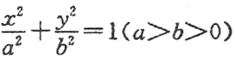 x²/a² + y²/b² = 1(a>b>0)